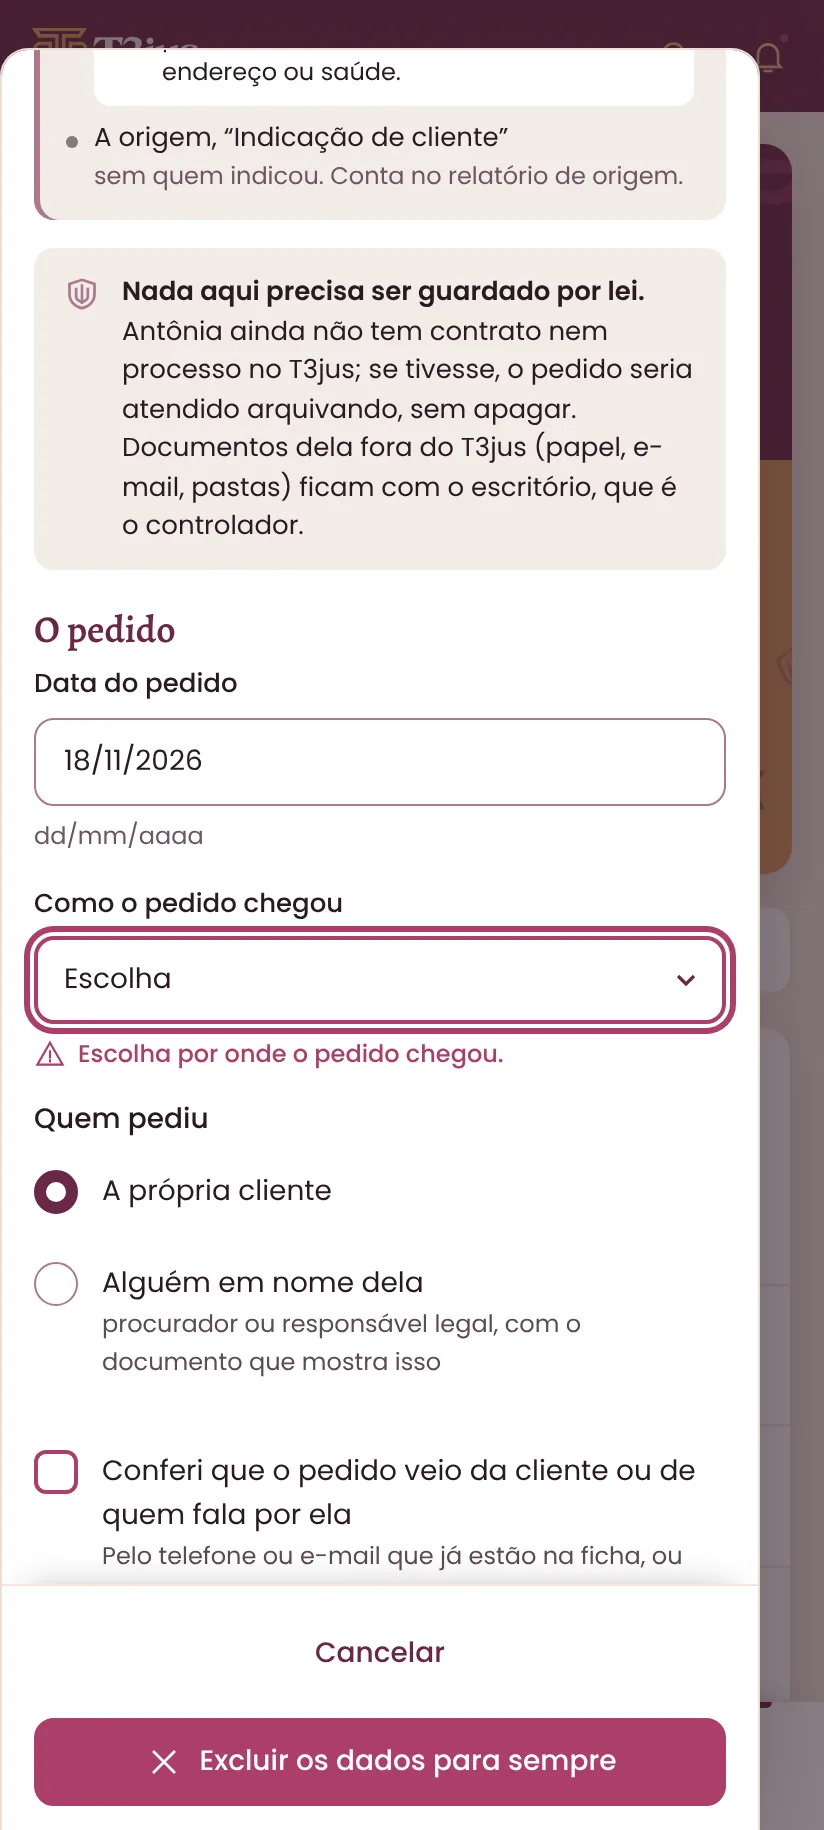 T3jus
endereço ou saúde.
A origem, “Indicação de cliente”
sem quem indicou. Conta no relatório de origem.
Nada aqui precisa ser guardado por lei.
Antônia ainda não tem contrato nem
processo no T3jus; se tivesse, o pedido seria
atendido arquivando, sem apagar.
Documentos dela fora do T3jus (papel, e-
mail, pastas) ficam com o escritório, que é
o controlador.
O pedido
Data do pedido
18/11/2026
dd/mm/aaaa
Como o pedido chegou
Escolha
Escolha por onde o pedido chegou.
Quem pediu
A própria cliente
Alguém em nome dela
procurador ou responsável legal, com o
documento que mostra isso
Conferi que o pedido veio da cliente ou de
quem fala por ela
Pelo telefone ou e-mail que já estão na ficha, ou
Cancelar
Excluir os dados para sempre